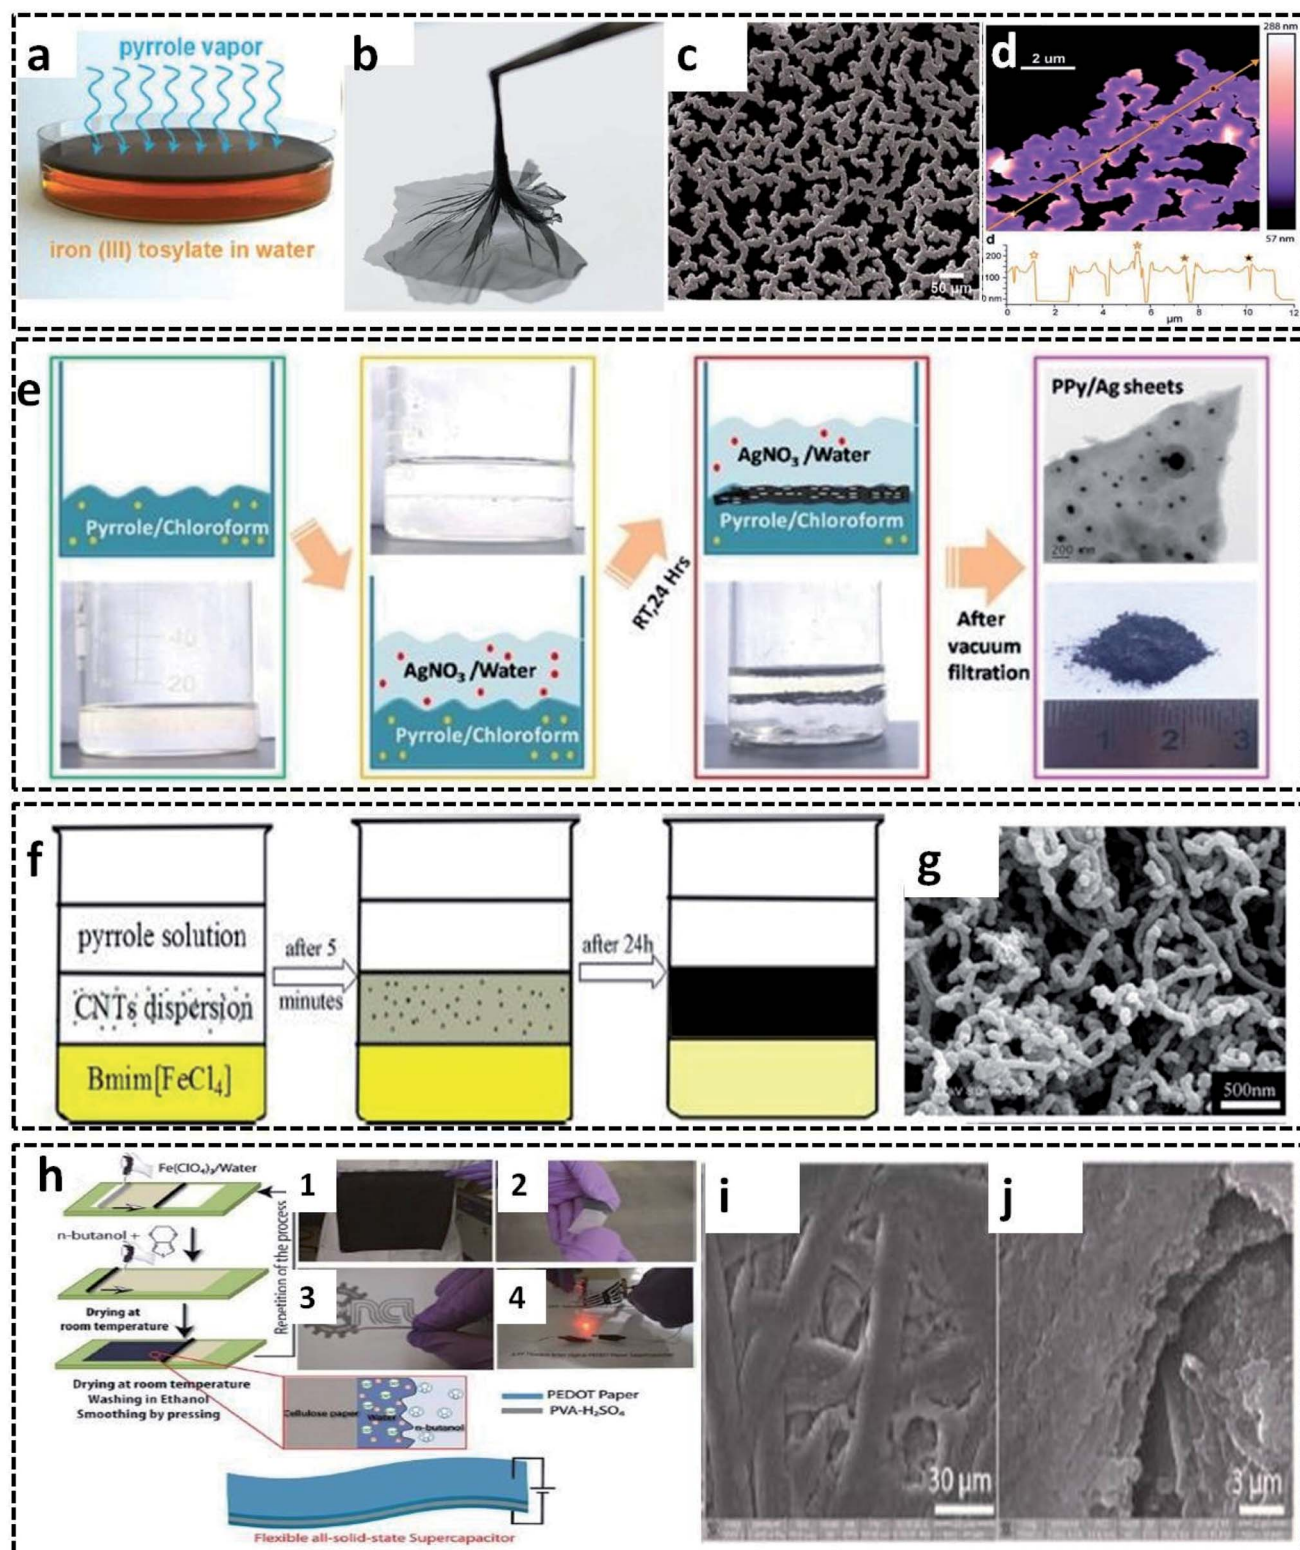 a
pyrrole vapor
iron (III) tosylate in water
b
c
50 µm
d
2 um
288 nm
57 nm
d
200
100
0 nm
0
2
4
6
8
10
12
µm
e
Pyrrole/Chloroform
40
20
AgNO3 /Water
Pyrrole/Chloroform
RT,24 Hrs
AgNO3 /Water
Pyrrole/Chloroform
After
vacuum
filtration
PPy/Ag sheets
200 nm
1
2
3
f
pyrrole solution
CNTs dispersion
Bmim[FeCl4]
after 5
minutes
after 24h
g
500nm
h
Fe(ClO4)3/Water
n-butanol +
Drying at
room temperature
Repetition of the process
Drying at room temperature
Washing in Ethanol
Smoothing by pressing
1
2
3
4
Cellulose paper
Water
n-butanol
PEDOT Paper
PVA-H2SO4
Flexible all-solid-state Supercapacitor
i
30 µm
j
3 µm